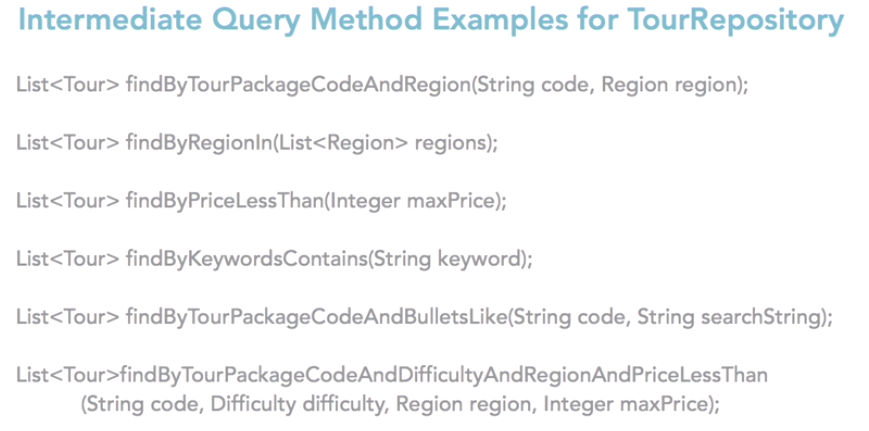 Intermediate Query Method Examples for TourRepository
List<Tour> findByTourPackageCodeAndRegion(String code, Region region);
List<Tour> findByRegionIn(List<Region> regions);
List<Tour> findByPriceLessThan(Integer maxPrice);
List<Tour> findByKeywordsContains(String keyword);
List<Tour> findByTourPackageCodeAndBulletsLike(String code, String searchString);
List<Tour>findByTourPackageCodeAndDifficultyAndRegionAndPriceLessThan
(String code, Difficulty difficulty, Region region, Integer maxPrice);